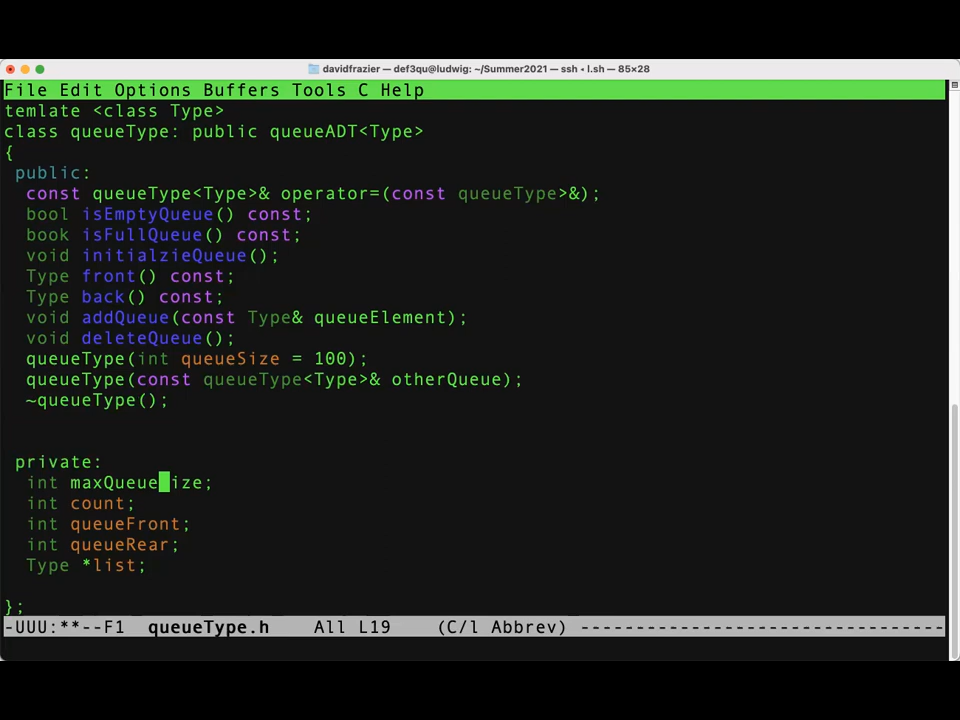 davidfrazier — def3qu@ludwig: ~/Summer2021 — ssh ◂ l.sh — 85×28
File Edit Options Buffers Tools C Help
temlate <class Type>
class queueType: public queueADT<Type>
{
public:
const queueType<Type>& operator=(const queueType>&);
bool isEmptyQueue() const;
book isFullQueue() const;
void initialzieQueue();
Type front() const;
Type back() const;
void addQueue(const Type& queueElement);
void deleteQueue();
queueType(int queueSize = 100);
queueType(const queueType<Type>& otherQueue);
~queueType();
private:
int maxQueue ize;
int count;
int queueFront;
int queueRear;
Type *list;
};
-UUU:**--F1 queueType.h All L19 (C/l Abbrev) ---------------------------------